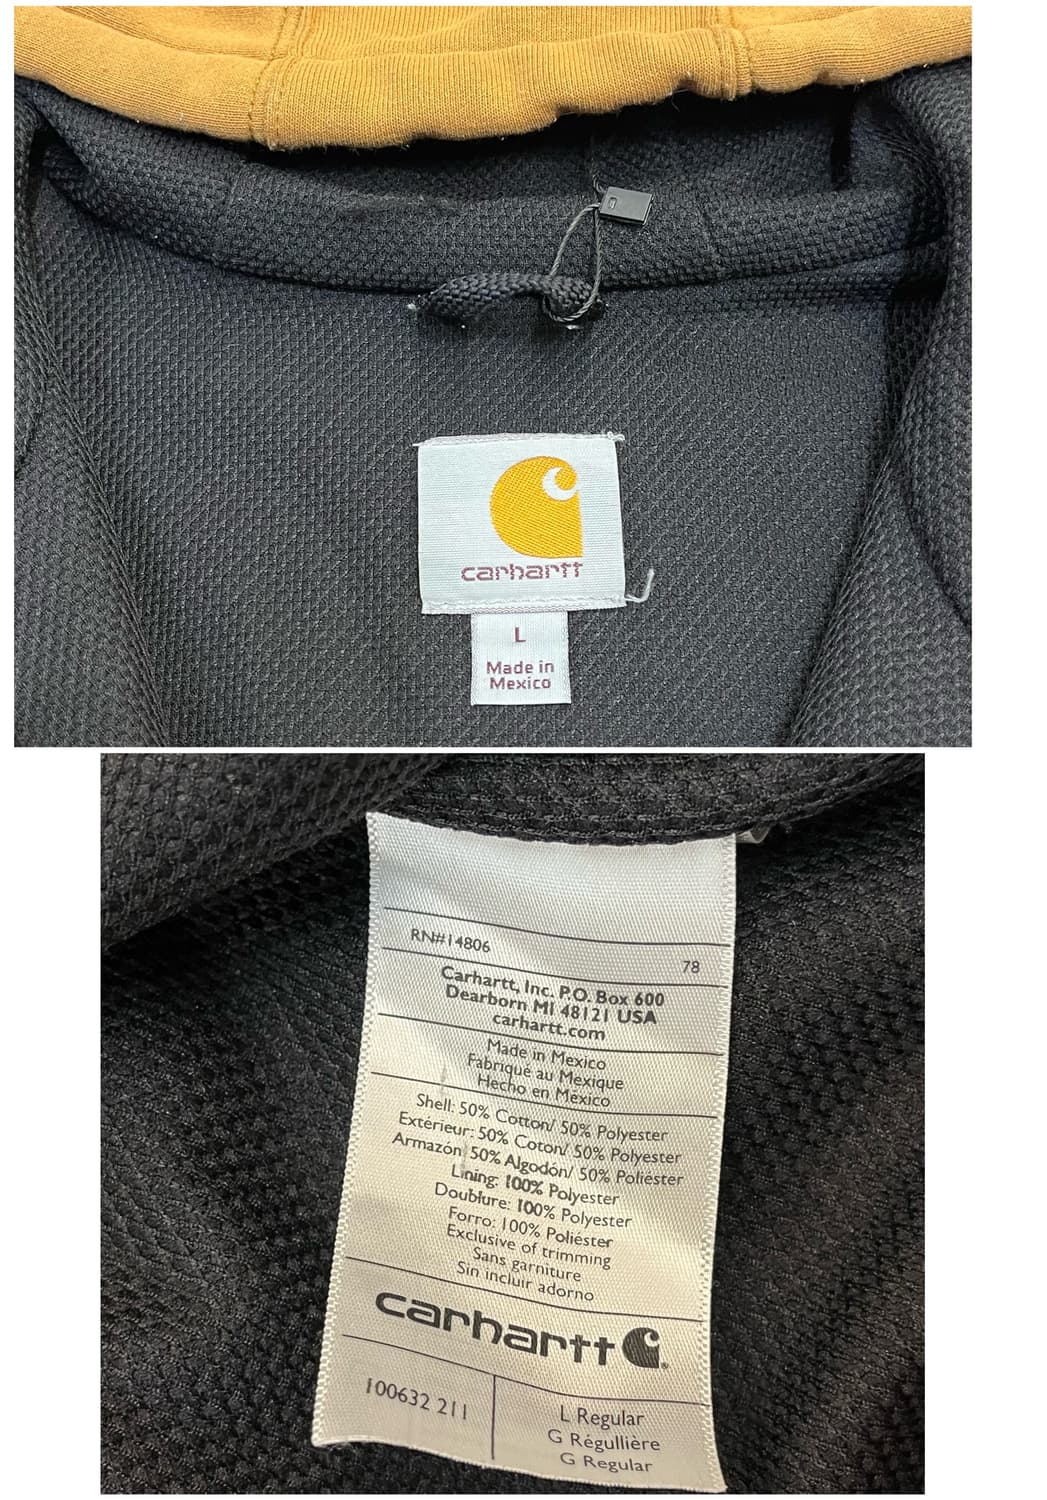 carhartt
L
Made in
Mexico
RN#14806
78
Carhartt, Inc. P.O. Box 600
Dearborn MI 48121 USA
carhartt.com
Made in Mexico
Fabriqué au Mexique
Hecho en México
Shell: 50% Cotton/ 50% Polyester
Extérieur: 50% Coton/ 50% Polyester
Armazón: 50% Algodón/ 50% Poliéster
Lining: 100% Polyester
Doublure: 100% Polyester
Forro: 100% Poliéster
Exclusive of trimming
Sans garniture
Sin incluir adorno
carhartt
100632 211
L Regular
G Régullière
G Regular